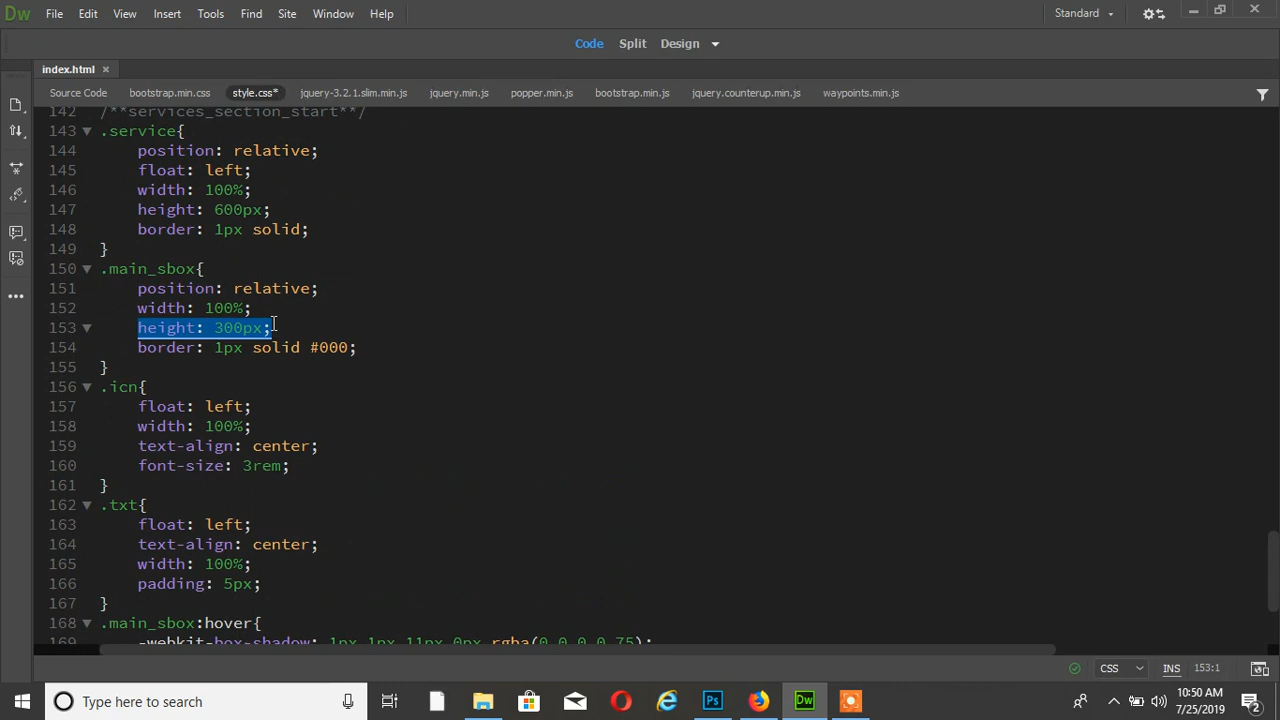 Dw File Edit View Insert Tools Find Site Window Help Standard
Code Split Design
index.html
Source Code bootstrap.min.css style.css* jquery-3.2.1.slim.min.js jquery.min.js popper.min.js bootstrap.min.js jquery.counterup.min.js waypoints.min.js
142 /**services_section_start**/
143 .service{
144 position: relative;
145 float: left;
146 width: 100%;
147 height: 600px;
148 border: 1px solid;
149 }
150 .main_sbox{
151 position: relative;
152 width: 100%;
153 height: 300px;
154 border: 1px solid #000;
155 }
156 .icn{
157 float: left;
158 width: 100%;
159 text-align: center;
160 font-size: 3rem;
161 }
162 .txt{
163 float: left;
164 text-align: center;
165 width: 100%;
166 padding: 5px;
167 }
168 .main_sbox:hover{
169 -webkit-box-shadow: 1px 1px 11px 0px rgba(0,0,0,0.75);
CSS INS 153:1
Type here to search Ps Dw 10:50 AM
7/25/2019 2